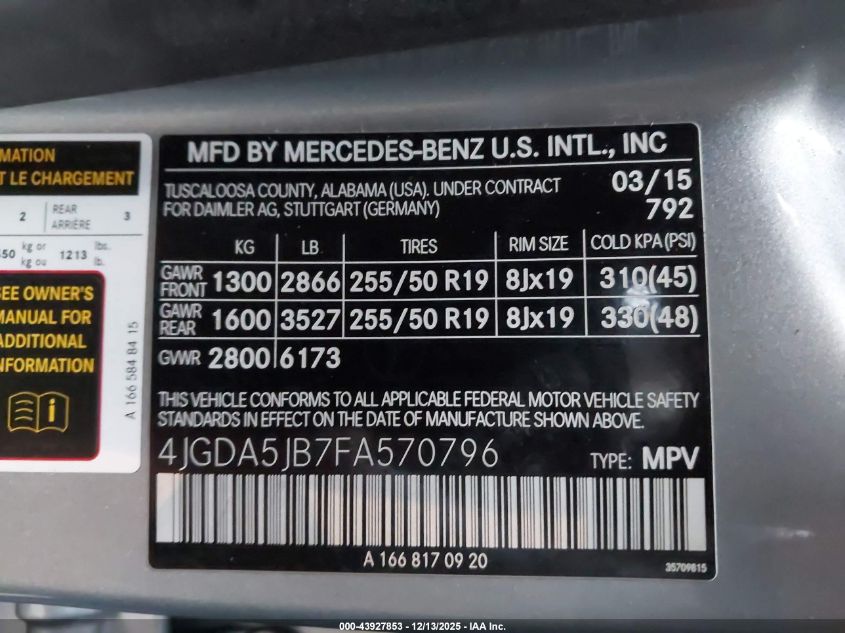 MATION
T LE CHARGEMENT
2 REAR ARRIÈRE 3
50 kg or kg ou 1213 lbs. lb.
SEE OWNER'S
MANUAL FOR
ADDITIONAL
INFORMATION
A 166 584 84 15
MFD BY MERCEDES-BENZ U.S. INTL., INC
TUSCALOOSA COUNTY, ALABAMA (USA). UNDER CONTRACT 03/15
FOR DAIMLER AG, STUTTGART (GERMANY) 792
KG LB TIRES RIM SIZE COLD KPA (PSI)
GAWR FRONT 1300 2866 255/50 R19 8Jx19 310(45)
GAWR REAR 1600 3527 255/50 R19 8Jx19 330(48)
GVWR 2800 6173
THIS VEHICLE CONFORMS TO ALL APPLICABLE FEDERAL MOTOR VEHICLE SAFETY
STANDARDS IN EFFECT ON THE DATE OF MANUFACTURE SHOWN ABOVE.
4JGDA5JB7FA570796 TYPE: MPV
A 166 817 09 20
35709815
000-43927853 - 12/13/2025 - IAA Inc.